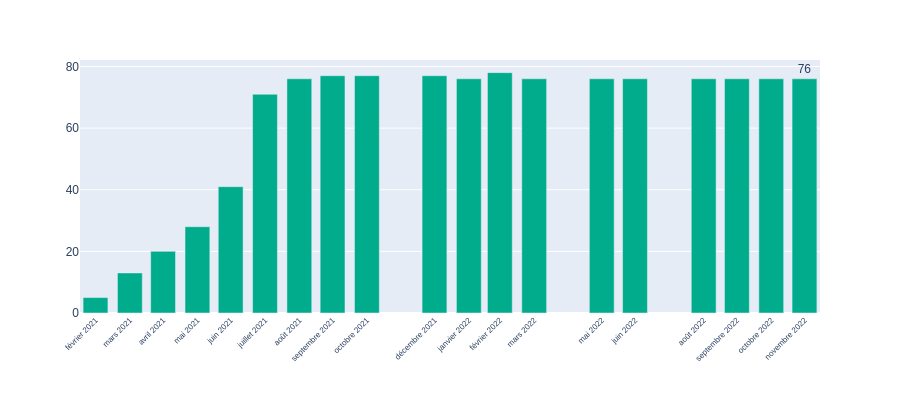 80
60
40
20
0
76
février 2021
mars 2021
avril 2021
mai 2021
juin 2021
juillet 2021
août 2021
septembre 2021
octobre 2021
décembre 2021
janvier 2022
février 2022
mars 2022
mai 2022
juin 2022
août 2022
septembre 2022
octobre 2022
novembre 2022